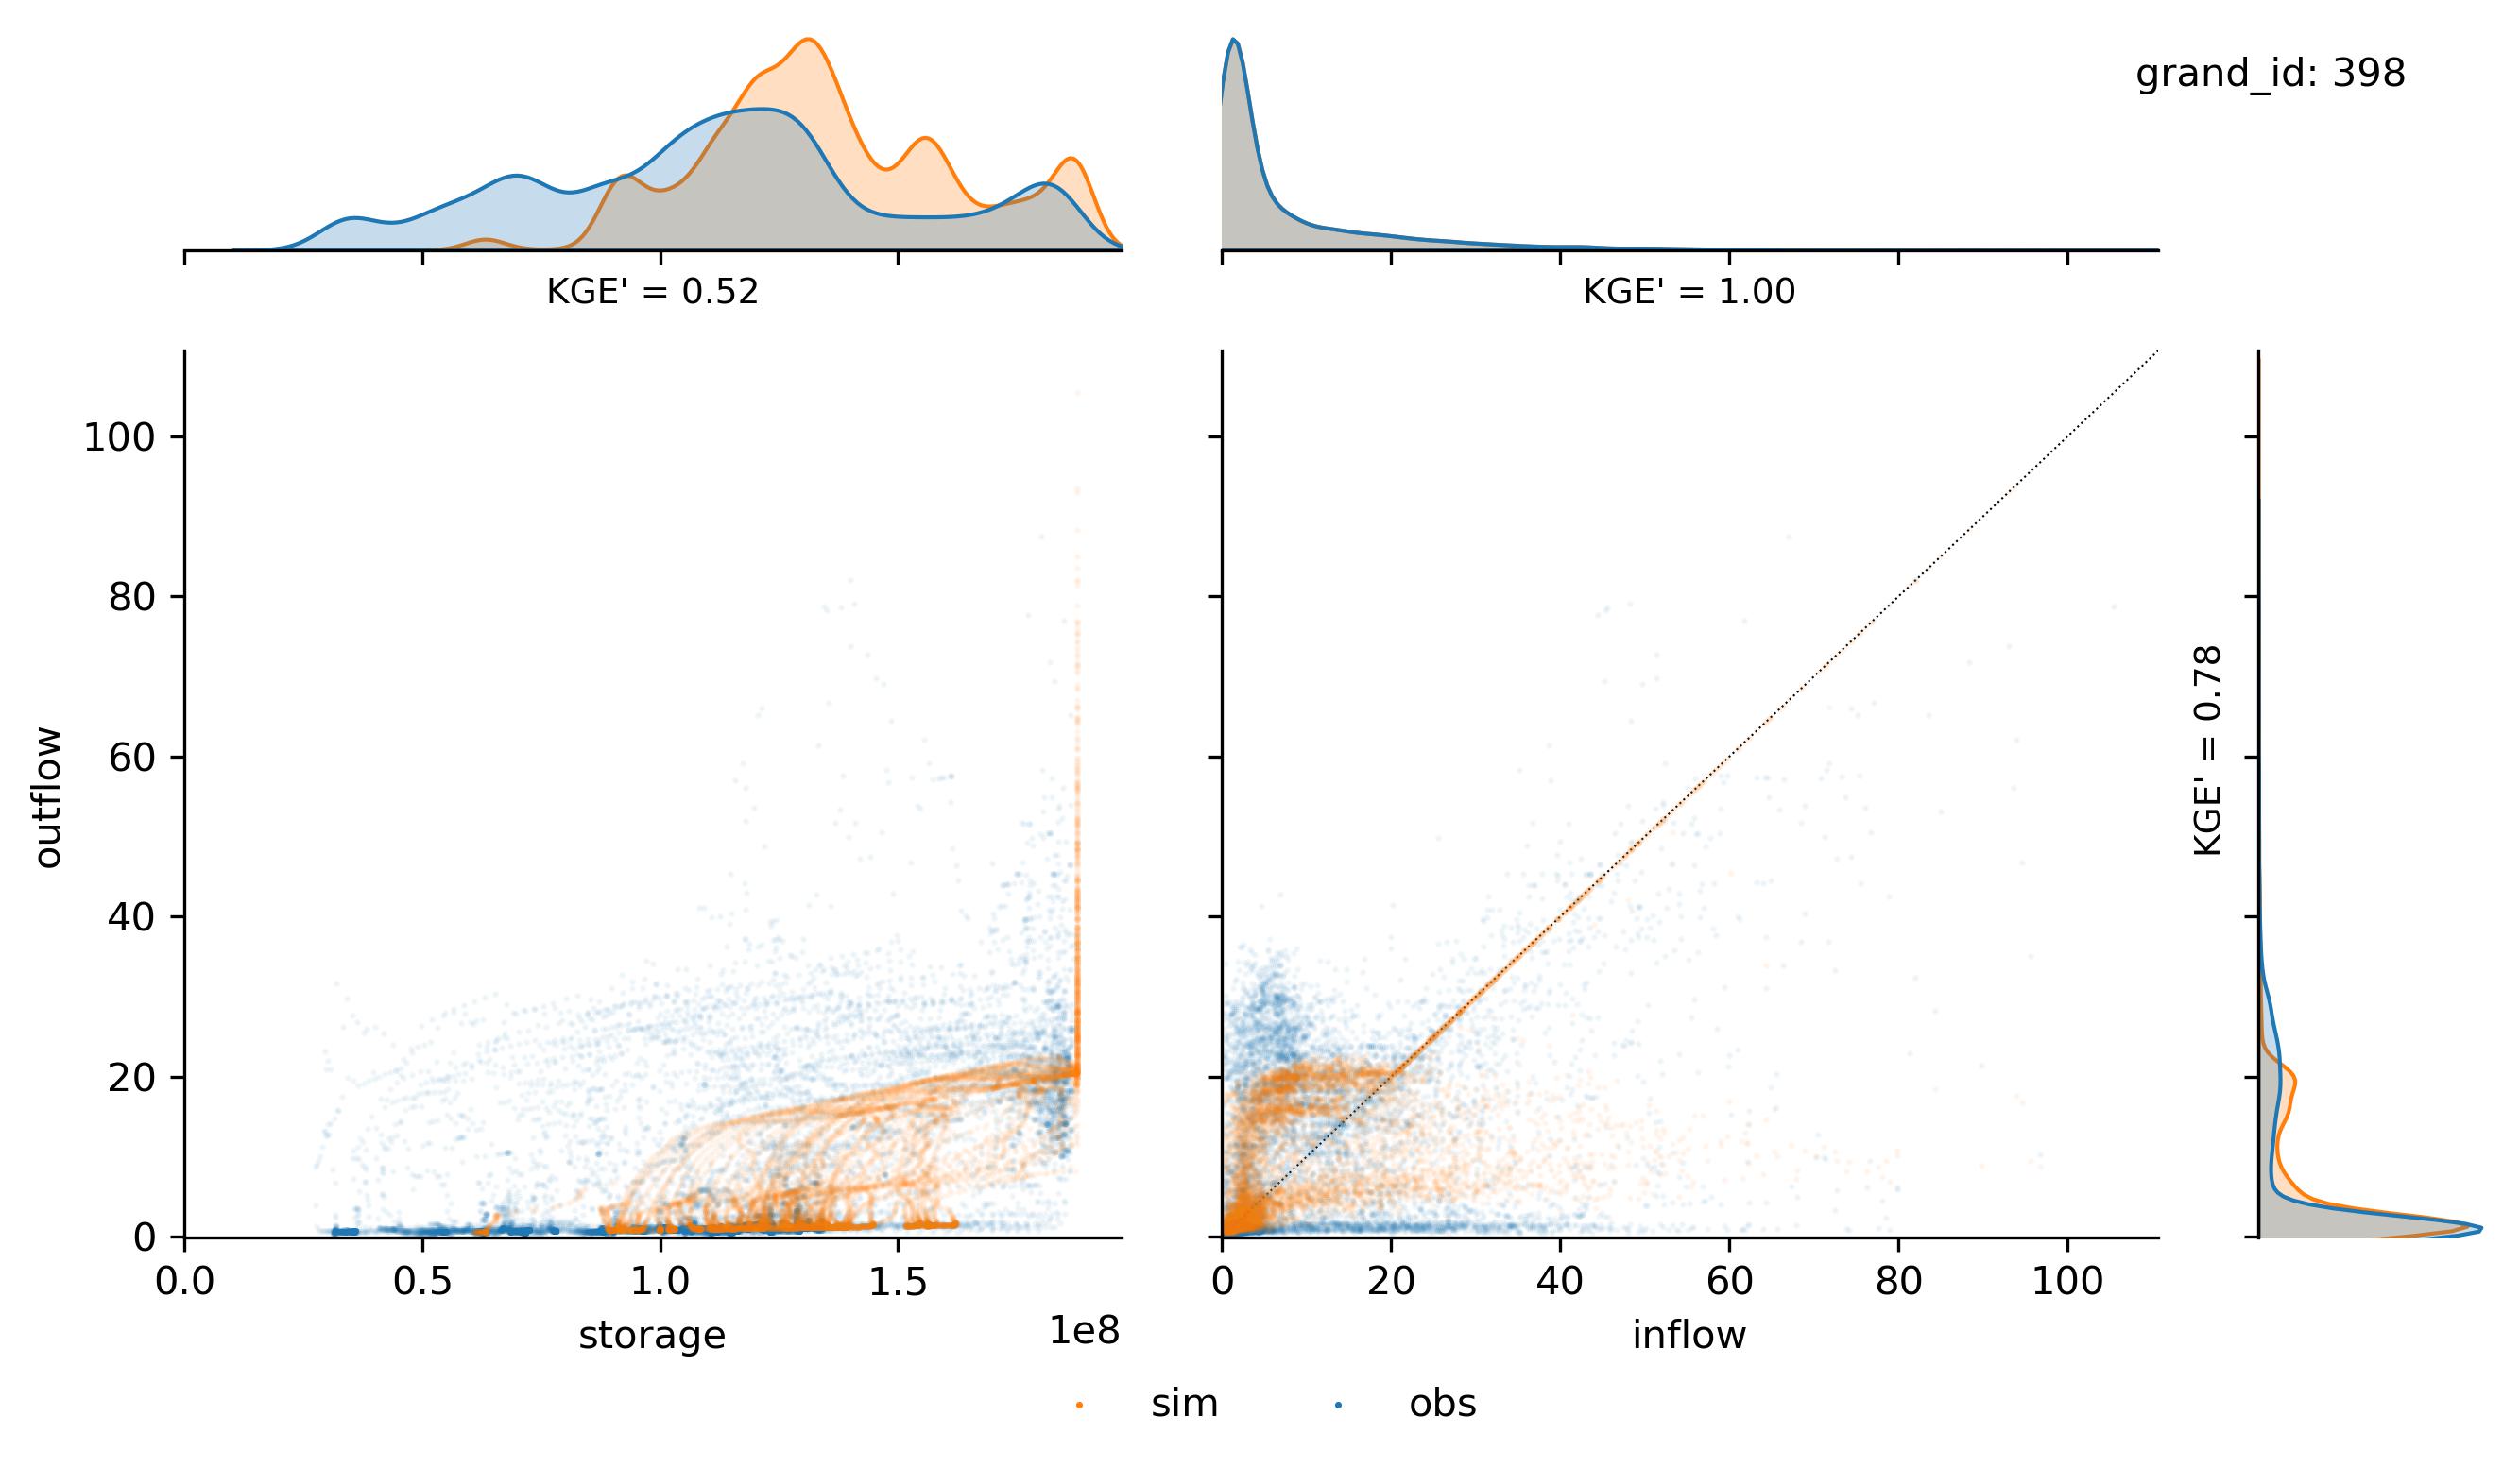 grand_id: 398
KGE' = 0.52
KGE' = 1.00
outflow
100
80
60
40
20
0
KGE' = 0.78
0.0 0.5 1.0 1.5
1e8
storage
0 20 40 60 80 100
inflow
sim obs